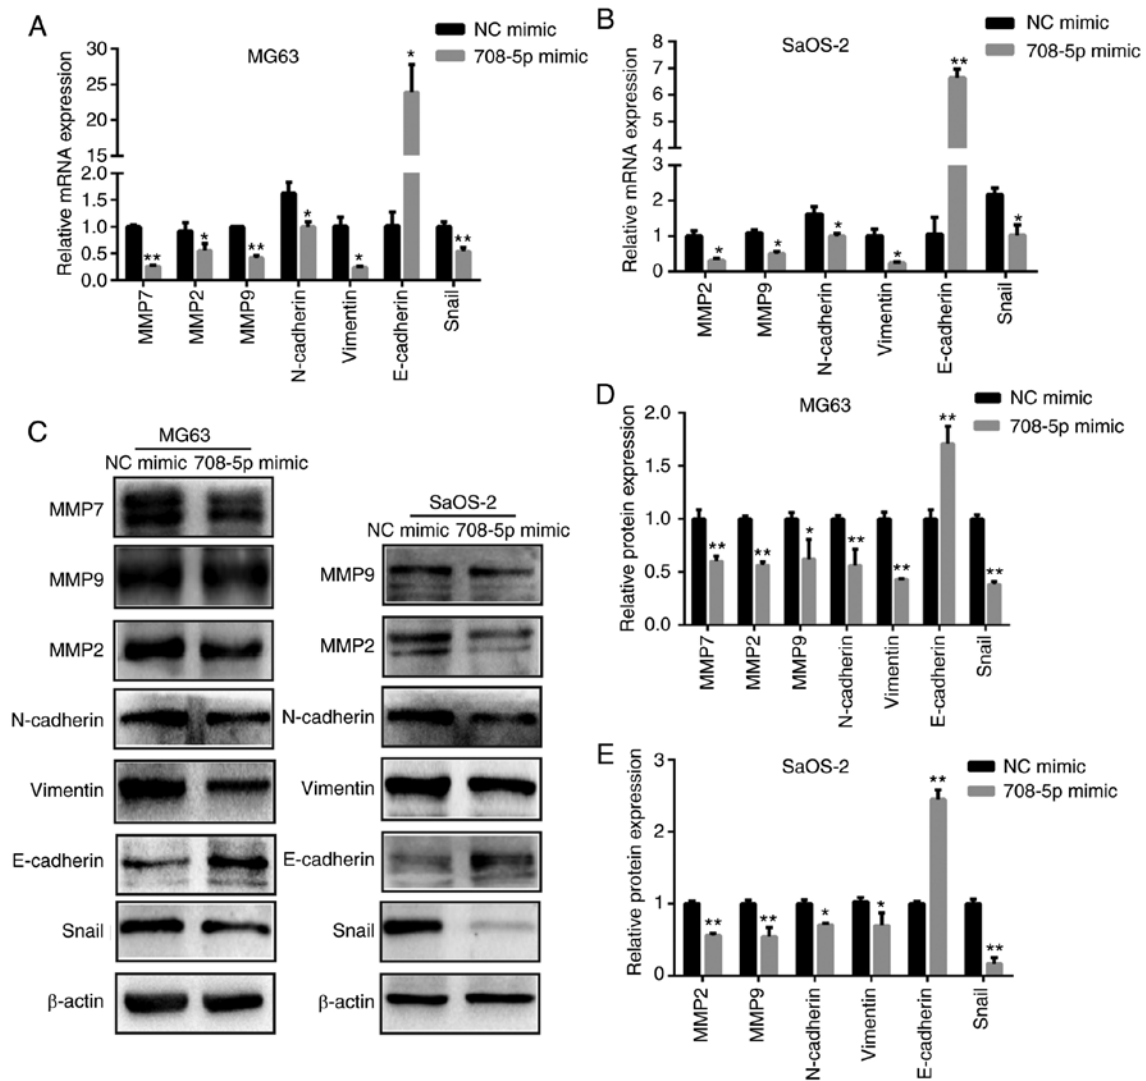 A
MG63
NC mimic
708-5p mimic
Relative mRNA expression
30
25
20
15
2.0
1.5
1.0
0.5
0.0
** * ** * * * **
MMP7 MMP2 MMP9 N-cadherin Vimentin E-cadherin Snail
B
SaOS-2
NC mimic
708-5p mimic
Relative mRNA expression
8
7
6
5
4
3
2
1
0
* * * * ** *
MMP2 MMP9 N-cadherin Vimentin E-cadherin Snail
C
MG63
NC mimic 708-5p mimic
MMP7
MMP9
MMP2
N-cadherin
Vimentin
E-cadherin
Snail
β-actin
SaOS-2
NC mimic 708-5p mimic
MMP9
MMP2
N-cadherin
Vimentin
E-cadherin
Snail
β-actin
D
MG63
NC mimic
708-5p mimic
Relative protein expression
2.0
1.5
1.0
0.5
0.0
** ** * ** ** ** **
MMP7 MMP2 MMP9 N-cadherin Vimentin E-cadherin Snail
E
SaOS-2
NC mimic
708-5p mimic
Relative protein expression
3
2
1
0
** ** * * ** **
MMP2 MMP9 N-cadherin Vimentin E-cadherin Snail